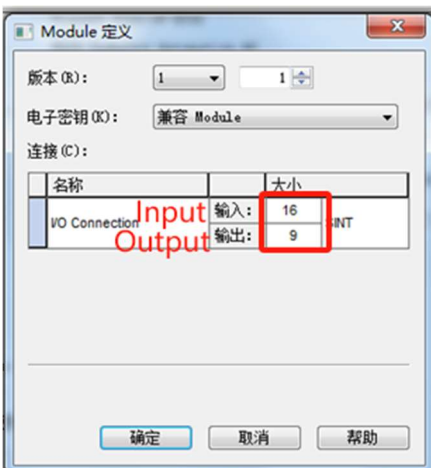 Module 定义
版本(R): 1 1
电子密钥(K): 兼容 Module
连接(C):
名称 大小
I/O Connection Input 输入: 16 SINT
Output 输出: 9
确定 取消 帮助